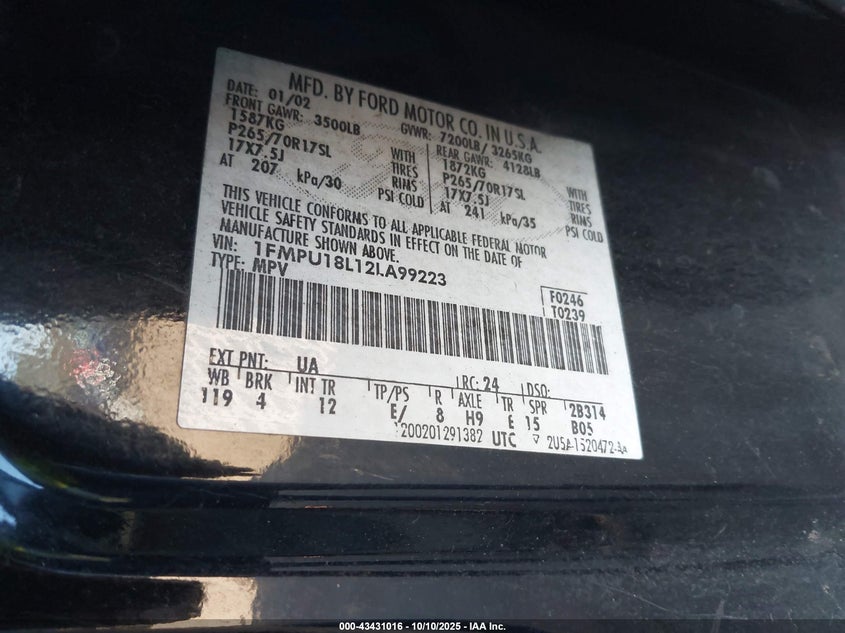 MFD. BY FORD MOTOR CO. IN U.S.A.
DATE: 01/02 GVWR: 7200LB/ 3265KG
FRONT GAWR: 3500LB REAR GAWR: 4128LB
1587KG WITH 1872KG WITH
P265/70R17SL TIRES P265/70R17SL TIRES
17X7.5J RIMS 17X7.5J RIMS
AT 207 kPa/30 PSI COLD AT 241 kPa/35 PSI COLD
THIS VEHICLE CONFORMS TO ALL APPLICABLE FEDERAL MOTOR
VEHICLE SAFETY STANDARDS IN EFFECT ON THE DATE OF
MANUFACTURE SHOWN ABOVE.
VIN: 1FMPU18L12LA99223
TYPE: MPV
F0246
T0239
EXT PNT: UA RC: 24 DSO:
WB BRK INT TR TP/PS R AXLE TR SPR 2B314
119 4 12 E/ 8 H9 E 15 B05
200201291382 UTC 2U5A-1520472-AA
000-43431016 - 10/10/2025 - IAA Inc.